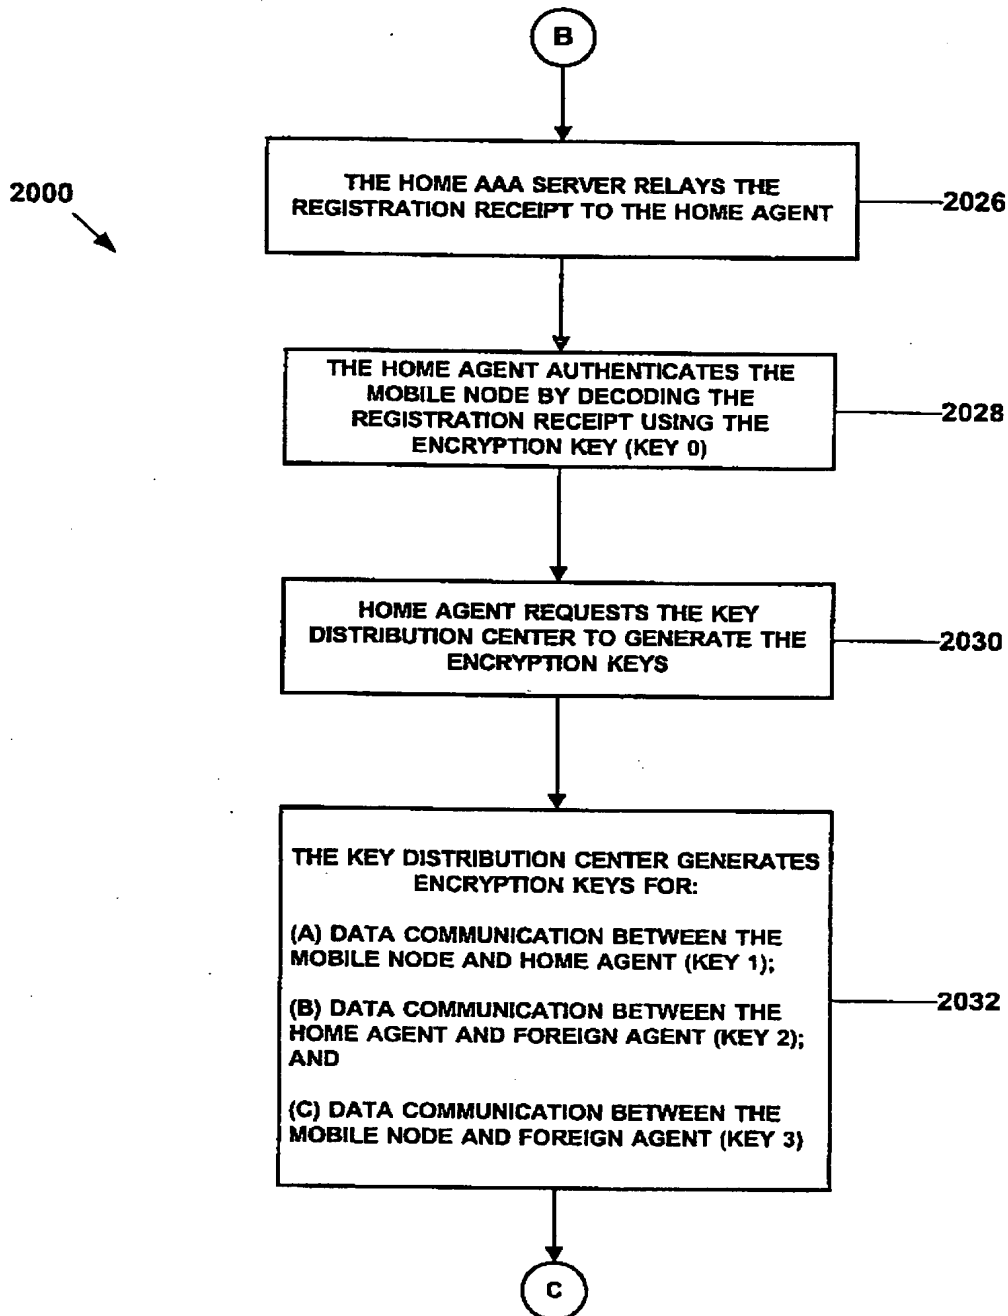 B
2000
THE HOME AAA SERVER RELAYS THE
REGISTRATION RECEIPT TO THE HOME AGENT
2026
THE HOME AGENT AUTHENTICATES THE
MOBILE NODE BY DECODING THE
REGISTRATION RECEIPT USING THE
ENCRYPTION KEY (KEY 0)
2028
HOME AGENT REQUESTS THE KEY
DISTRIBUTION CENTER TO GENERATE THE
ENCRYPTION KEYS
2030
THE KEY DISTRIBUTION CENTER GENERATES
ENCRYPTION KEYS FOR:
(A) DATA COMMUNICATION BETWEEN THE
MOBILE NODE AND HOME AGENT (KEY 1);
(B) DATA COMMUNICATION BETWEEN THE
HOME AGENT AND FOREIGN AGENT (KEY 2);
AND
(C) DATA COMMUNICATION BETWEEN THE
MOBILE NODE AND FOREIGN AGENT (KEY 3)
2032
C